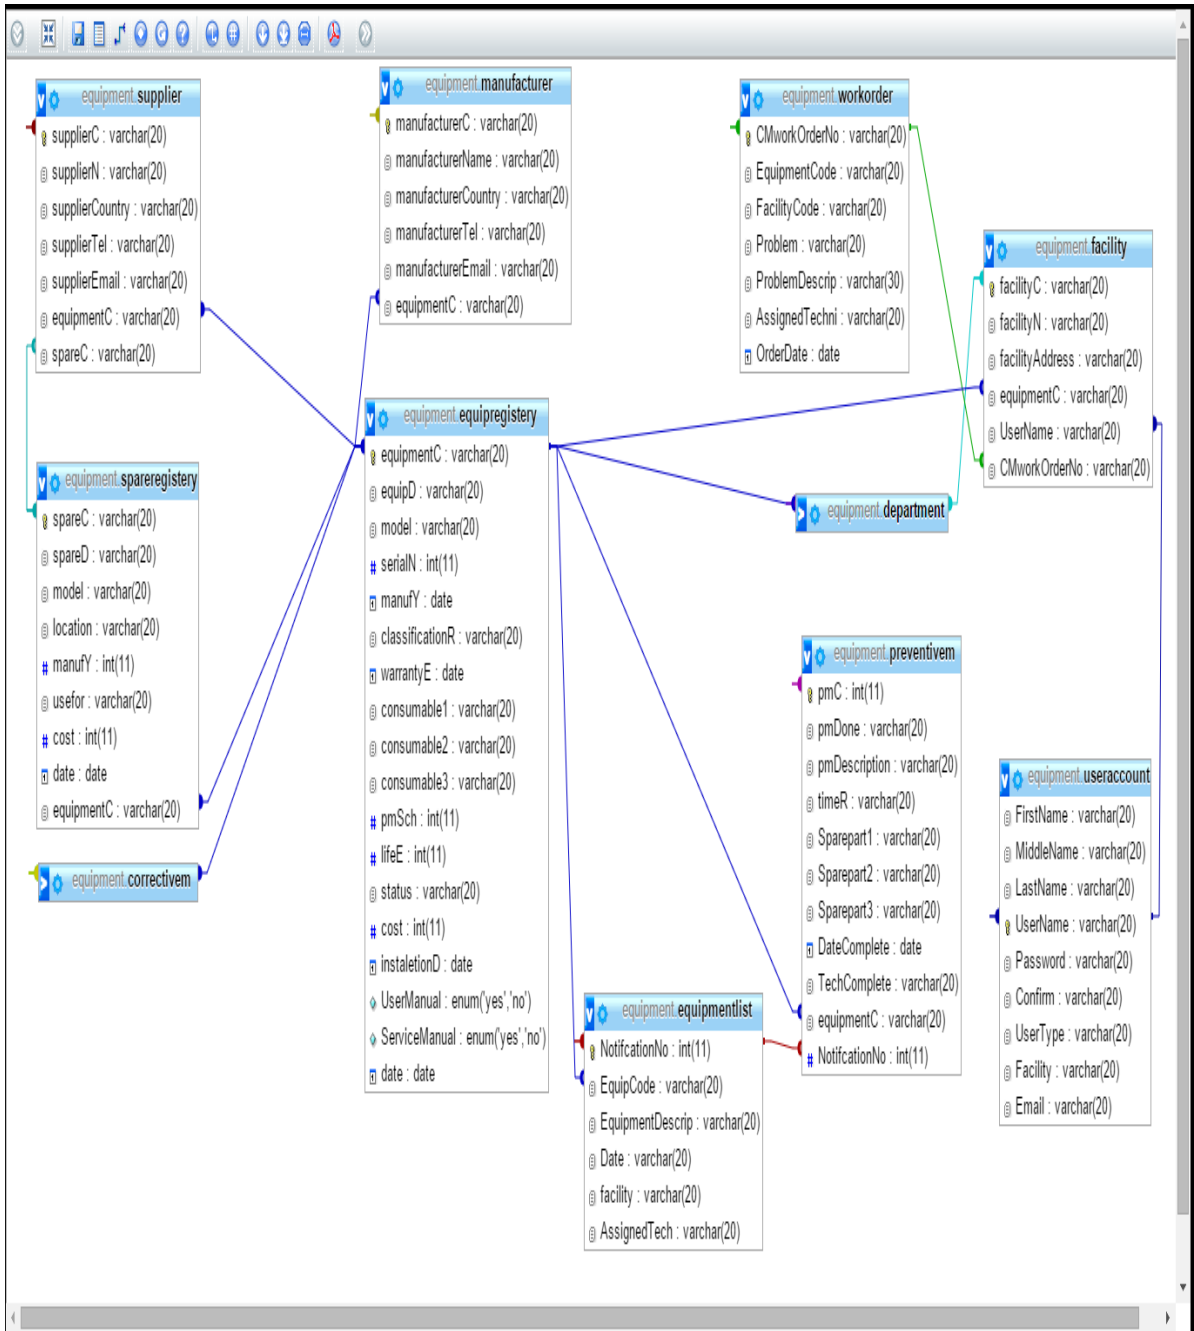 equipment.supplier
supplierC : varchar(20)
supplierN : varchar(20)
supplierCountry : varchar(20)
supplierTel : varchar(20)
supplierEmail : varchar(20)
equipmentC : varchar(20)
spareC : varchar(20)
equipment.manufacturer
manufacturerC : varchar(20)
manufacturerName : varchar(20)
manufacturerCountry : varchar(20)
manufacturerTel : varchar(20)
manufacturerEmail : varchar(20)
equipmentC : varchar(20)
equipment.workorder
CMworkOrderNo : varchar(20)
EquipmentCode : varchar(20)
FacilityCode : varchar(20)
Problem : varchar(20)
ProblemDescrip : varchar(30)
AssignedTechni : varchar(20)
OrderDate : date
equipment.facility
facilityC : varchar(20)
facilityN : varchar(20)
facilityAddress : varchar(20)
equipmentC : varchar(20)
UserName : varchar(20)
CMworkOrderNo : varchar(20)
equipment.spareregistery
spareC : varchar(20)
spareD : varchar(20)
model : varchar(20)
location : varchar(20)
# manufY : int(11)
usefor : varchar(20)
# cost : int(11)
date : date
equipmentC : varchar(20)
equipment.correctivem
equipment.equipregistery
equipmentC : varchar(20)
equipD : varchar(20)
model : varchar(20)
# serialN : int(11)
manufY : date
classificationR : varchar(20)
warrantyE : date
consumable1 : varchar(20)
consumable2 : varchar(20)
consumable3 : varchar(20)
# pmSch : int(11)
# lifeE : int(11)
status : varchar(20)
# cost : int(11)
instaletionD : date
UserManual : enum('yes','no')
ServiceManual : enum('yes','no')
date : date
equipment.department
equipment.preventivem
pmC : int(11)
pmDone : varchar(20)
pmDescription : varchar(20)
timeR : varchar(20)
Sparepart1 : varchar(20)
Sparepart2 : varchar(20)
Sparepart3 : varchar(20)
DateComplete : date
TechComplete : varchar(20)
equipmentC : varchar(20)
# NotifcationNo : int(11)
equipment.useraccount
FirstName : varchar(20)
MiddleName : varchar(20)
LastName : varchar(20)
UserName : varchar(20)
Password : varchar(20)
Confirm : varchar(20)
UserType : varchar(20)
Facility : varchar(20)
Email : varchar(20)
equipment.equipmentlist
NotifcationNo : int(11)
EquipCode : varchar(20)
EquipmentDescrip : varchar(20)
Date : varchar(20)
facility : varchar(20)
AssignedTech : varchar(20)